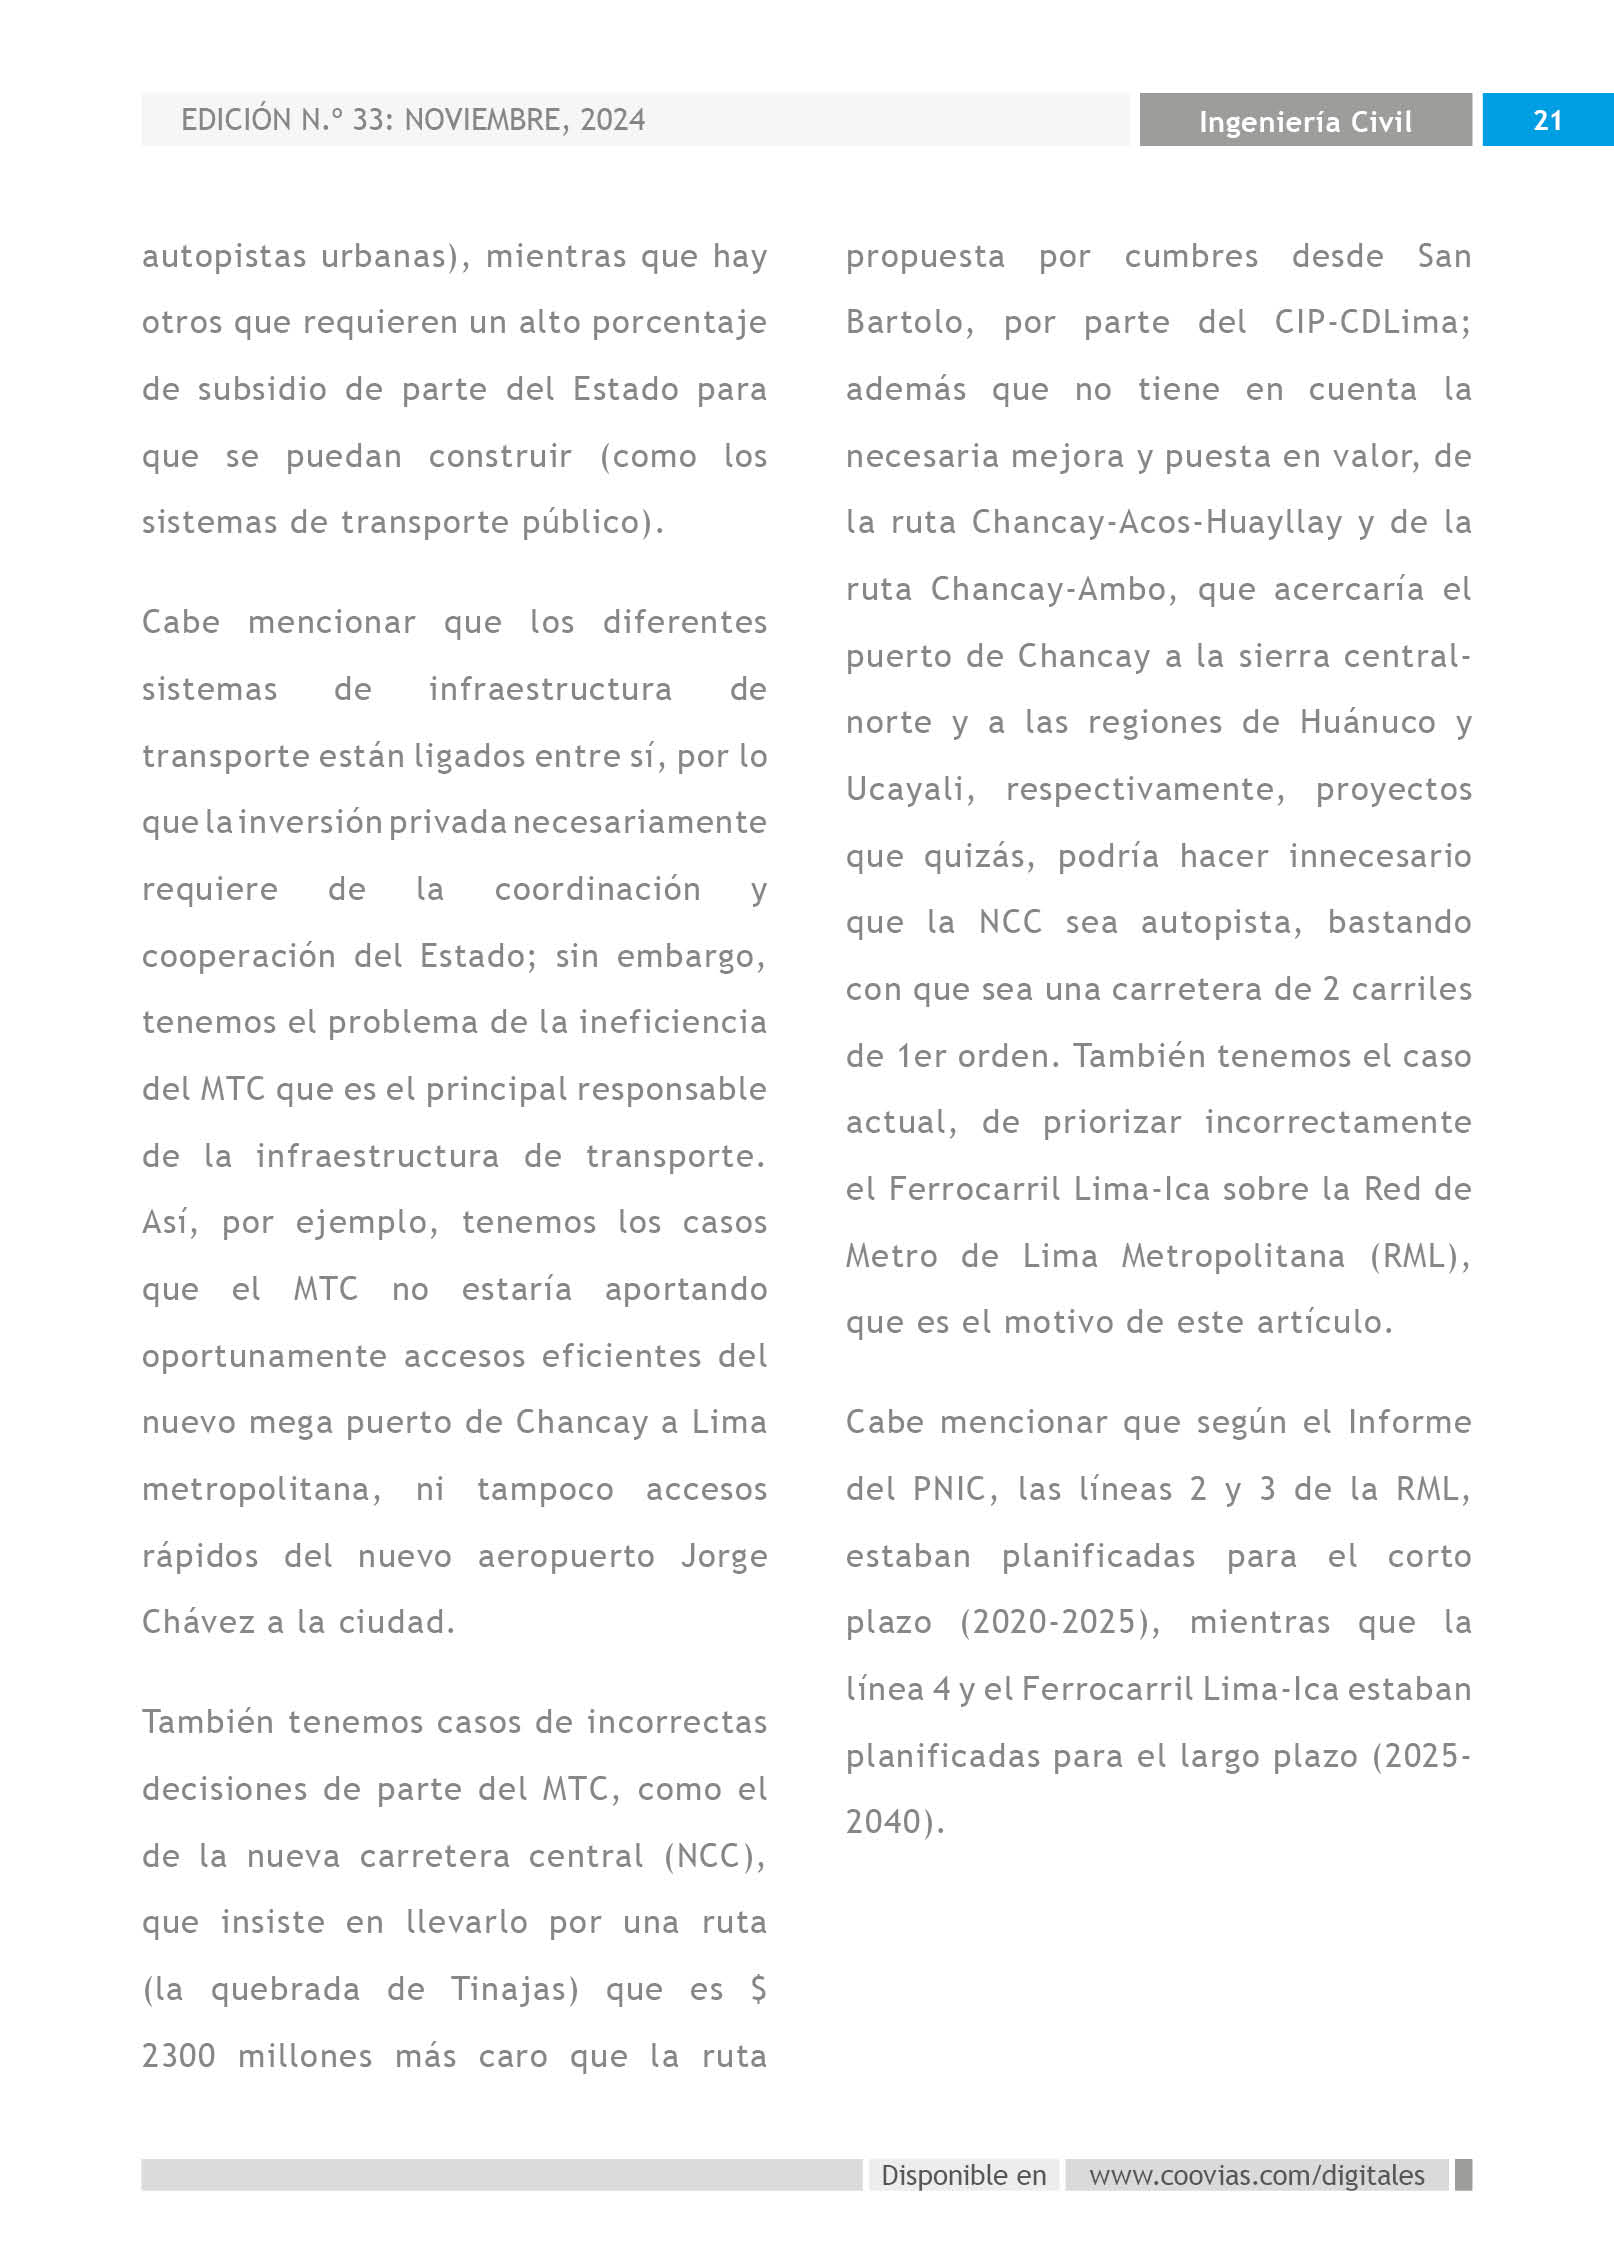 EDICIÓN N.º 33: NOVIEMBRE, 2024
Ingeniería Civil
21
autopistas urbanas), mientras que hay
otros que requieren un alto porcentaje
de subsidio de parte del Estado para
que se puedan construir (como los
sistemas de transporte público).
Cabe mencionar que los diferentes
sistemas de infraestructura de
transporte están ligados entre sí, por lo
que la inversión privada necesariamente
requiere de la coordinación y
cooperación del Estado; sin embargo,
tenemos el problema de la ineficiencia
del MTC que es el principal responsable
de la infraestructura de transporte.
Así, por ejemplo, tenemos los casos
que el MTC no estaría aportando
oportunamente accesos eficientes del
nuevo mega puerto de Chancay a Lima
metropolitana, ni tampoco accesos
rápidos del nuevo aeropuerto Jorge
Chávez a la ciudad.
También tenemos casos de incorrectas
decisiones de parte del MTC, como el
de la nueva carretera central (NCC),
que insiste en llevarlo por una ruta
(la quebrada de Tinajas) que es $
2300 millones más caro que la ruta
propuesta por cumbres desde San
Bartolo, por parte del CIP-CDLima;
además que no tiene en cuenta la
necesaria mejora y puesta en valor, de
la ruta Chancay-Acos-Huayllay y de la
ruta Chancay-Ambo, que acercaría el
puerto de Chancay a la sierra central-
norte y a las regiones de Huánuco y
Ucayali, respectivamente, proyectos
que quizás, podría hacer innecesario
que la NCC sea autopista, bastando
con que sea una carretera de 2 carriles
de 1er orden. También tenemos el caso
actual, de priorizar incorrectamente
el Ferrocarril Lima-Ica sobre la Red de
Metro de Lima Metropolitana (RML),
que es el motivo de este artículo.
Cabe mencionar que según el Informe
del PNIC, las líneas 2 y 3 de la RML,
estaban planificadas para el corto
plazo (2020-2025), mientras que la
línea 4 y el Ferrocarril Lima-Ica estaban
planificadas para el largo plazo (2025-
2040).
Disponible en
www.coovias.com/digitales